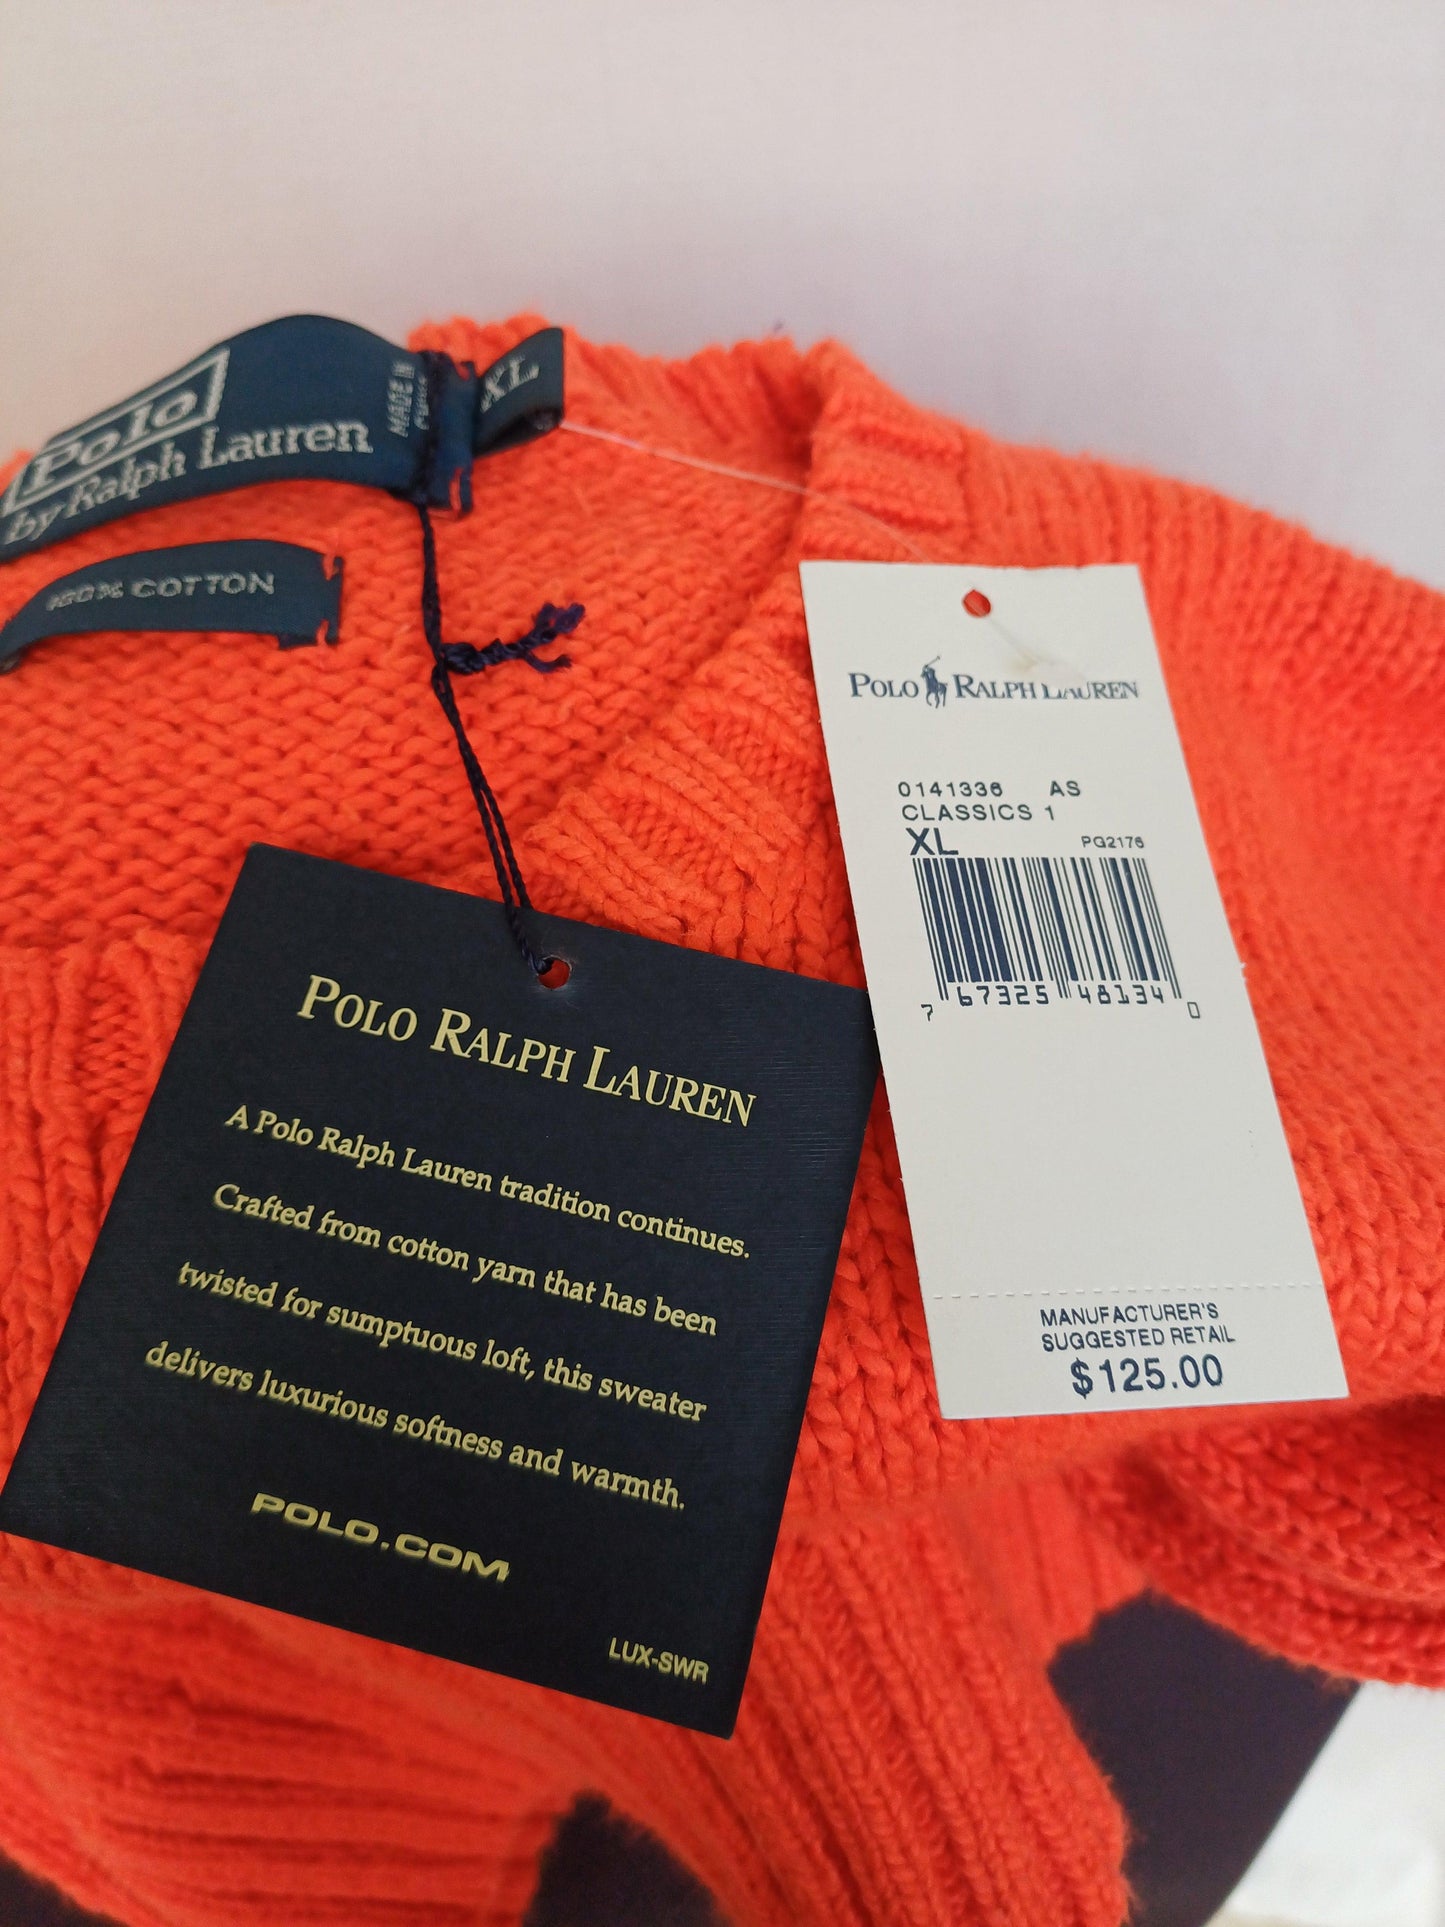 Polo
by Ralph Lauren
MADE IN
XL
100% COTTON
POLO RALPH LAUREN
0141336 AS
CLASSICS 1
XL PG2176
7 67325 48134 0
MANUFACTURER'S
SUGGESTED RETAIL
$125.00
POLO RALPH LAUREN
A Polo Ralph Lauren tradition continues.
Crafted from cotton yarn that has been
twisted for sumptuous loft, this sweater
delivers luxurious softness and warmth.
POLO.COM
LUX-SWR